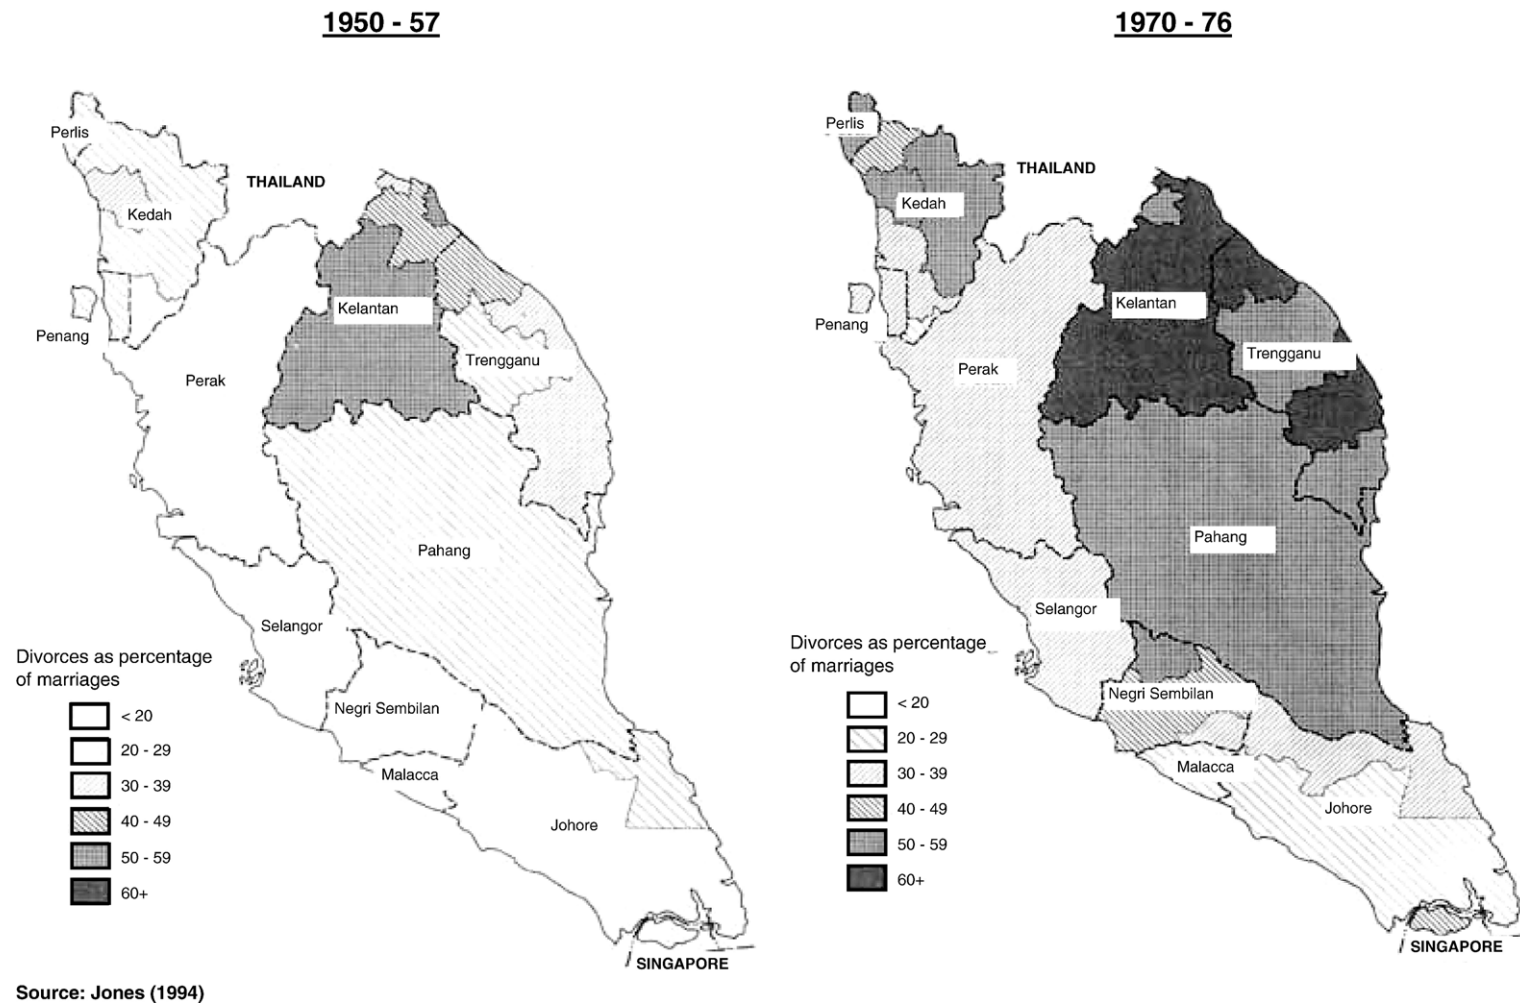 1950 - 57
Perlis
THAILAND
Kedah
Kelantan
Penang
Trengganu
Perak
Pahang
Selangor
Divorces as percentage
of marriages
Negri Sembilan
< 20
20 - 29
Malacca
30 - 39
40 - 49
Johore
50 - 59
60+
SINGAPORE
1970 - 76
Perlis
THAILAND
Kedah
Kelantan
Penang
Trengganu
Perak
Pahang
Selangor
Divorces as percentage
of marriages
Negri Sembilan
< 20
20 - 29
Malacca
30 - 39
40 - 49
Johore
50 - 59
60+
SINGAPORE
Source: Jones (1994)